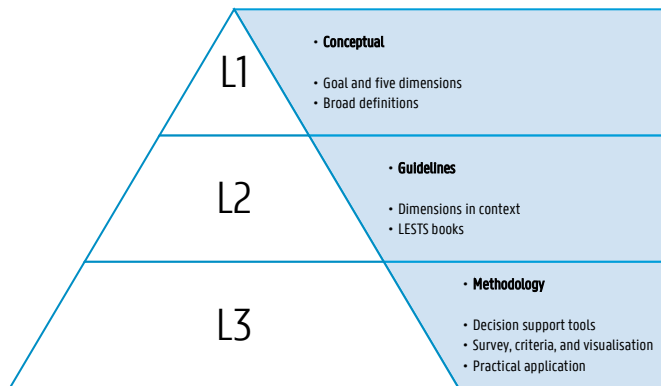 L1
• Conceptual
• Goal and five dimensions
• Broad definitions
L2
• Guidelines
• Dimensions in context
• LESTS books
L3
• Methodology
• Decision support tools
• Survey, criteria, and visualisation
• Practical application